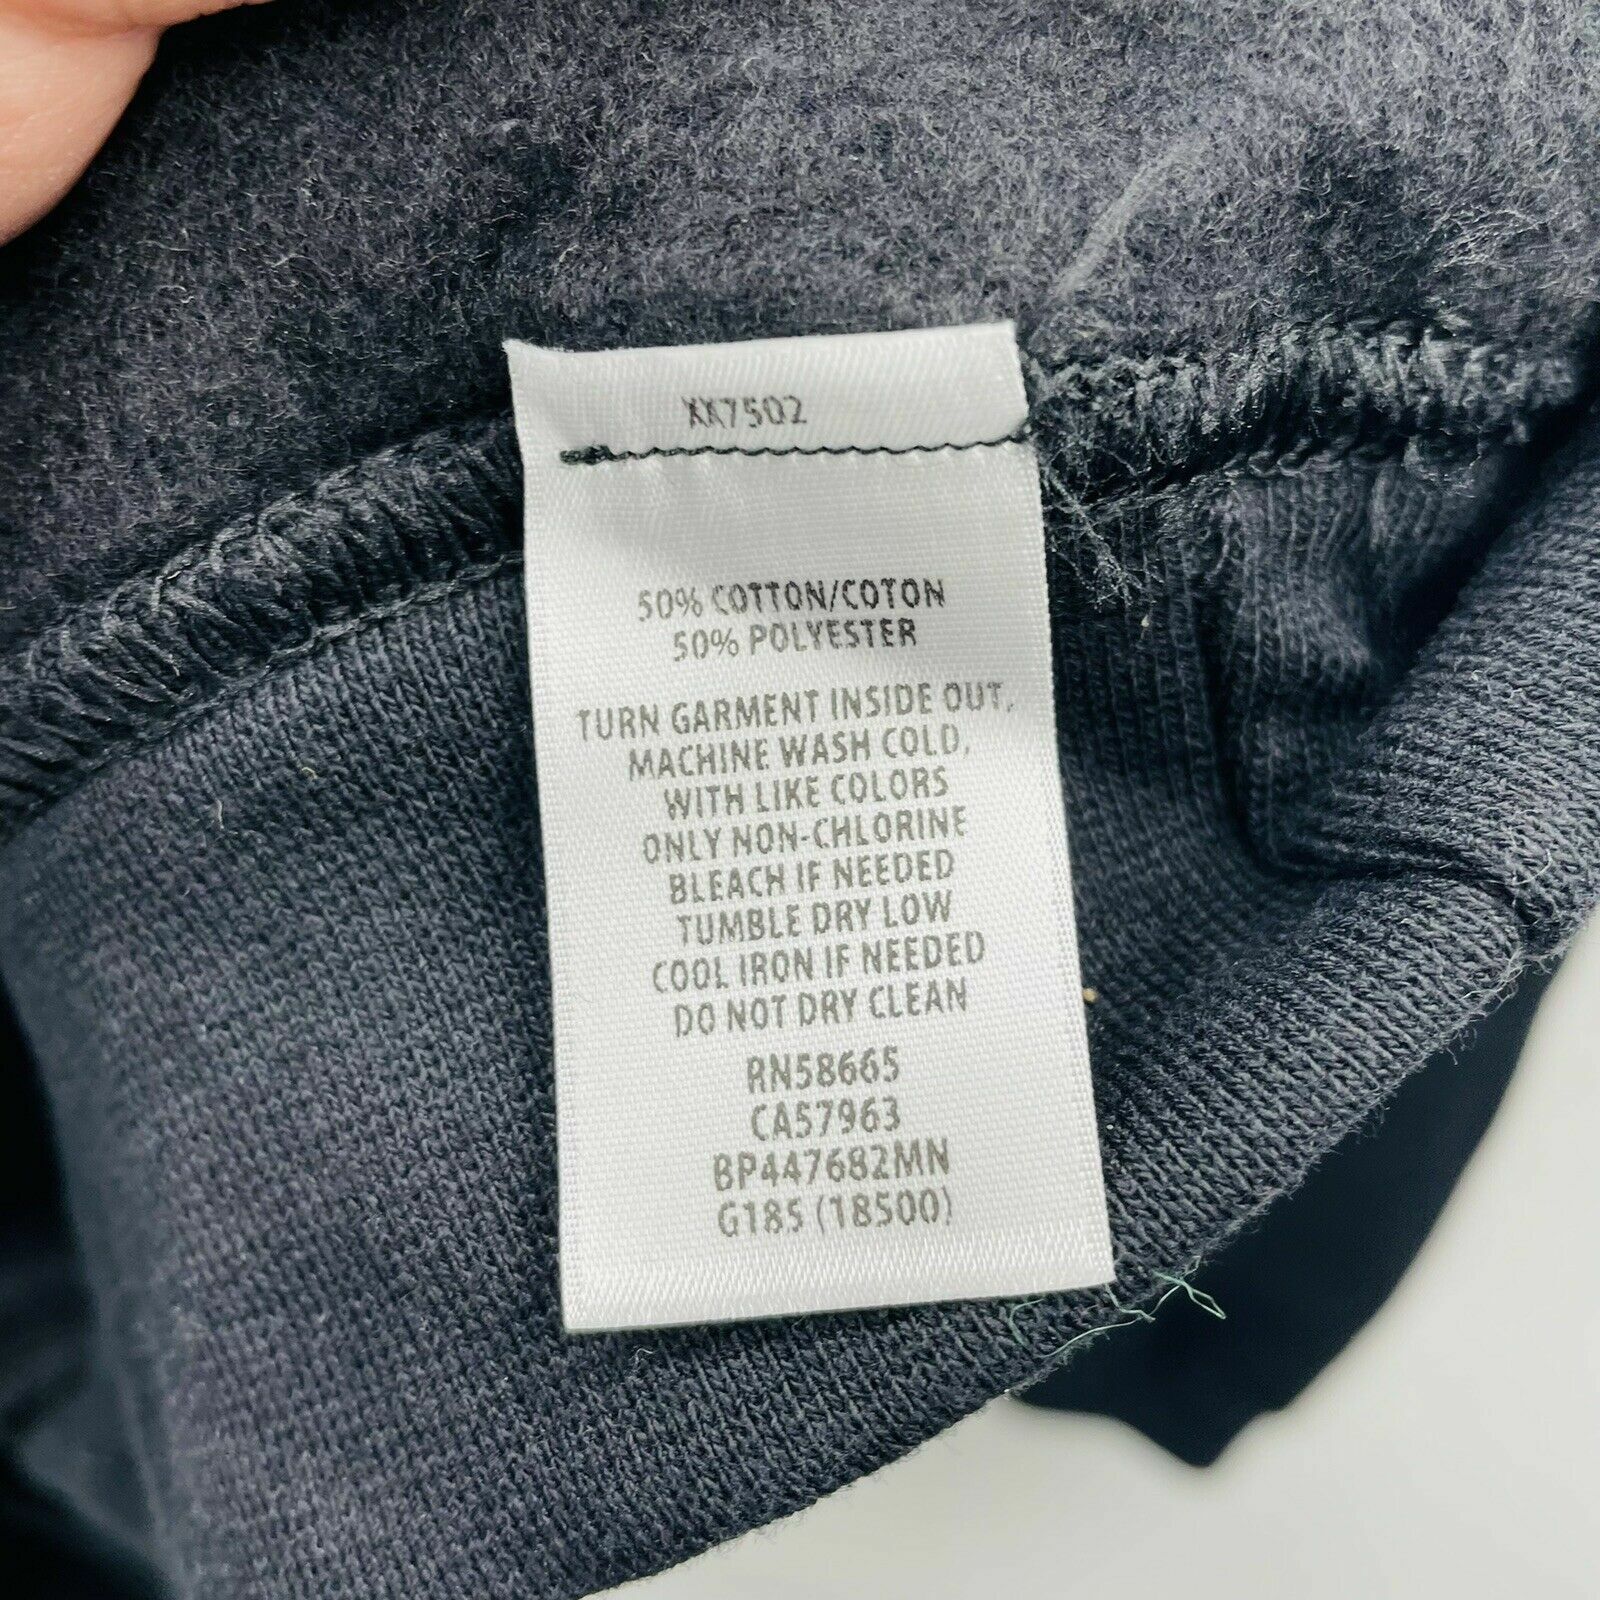 XX7502
50% COTTON/COTON
50% POLYESTER
TURN GARMENT INSIDE OUT,
MACHINE WASH COLD,
WITH LIKE COLORS
ONLY NON-CHLORINE
BLEACH IF NEEDED
TUMBLE DRY LOW
COOL IRON IF NEEDED
DO NOT DRY CLEAN
RN58665
CA57963
BP447682MN
G185 (18500)